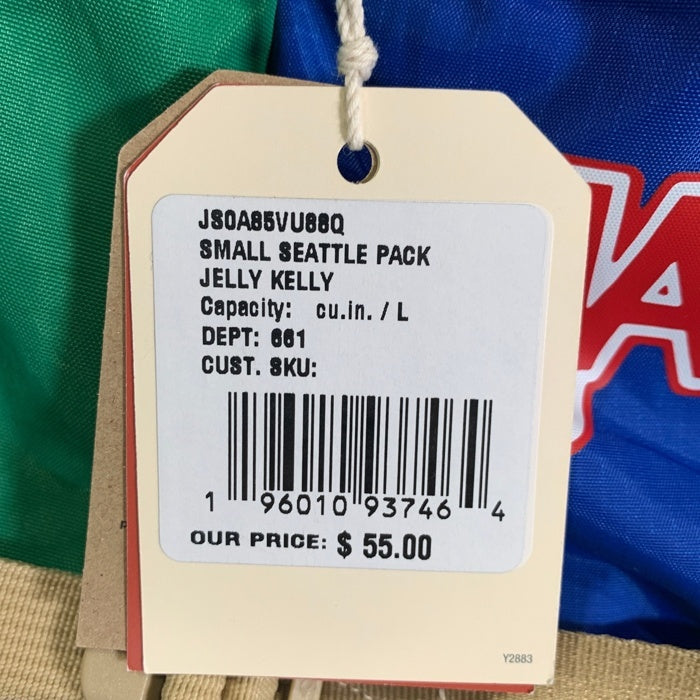 JS0A85VU88Q
SMALL SEATTLE PACK
JELLY KELLY
Capacity: cu.in. / L
DEPT: 661
CUST. SKU:
1 96010 93746 4
OUR PRICE: $ 55.00
Y2883
A